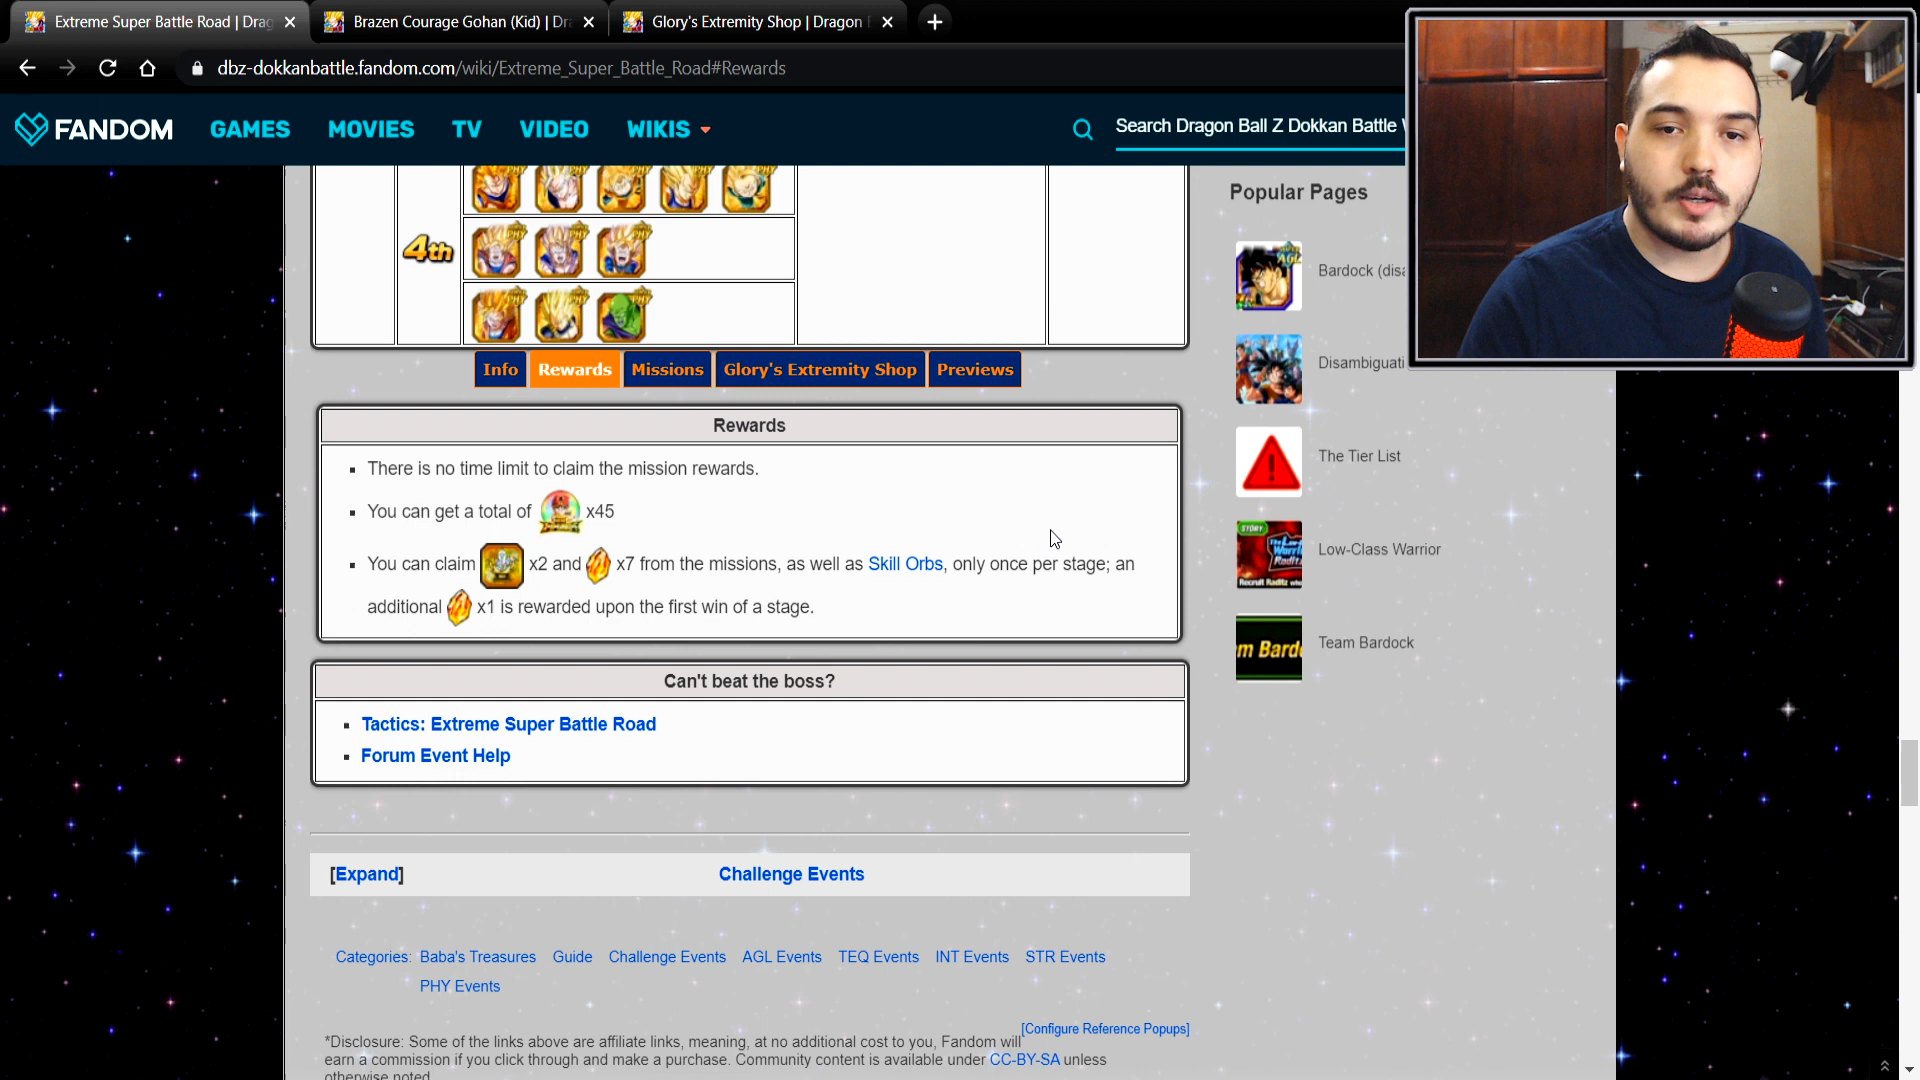 Extreme Super Battle Road | Drag
Brazen Courage Gohan (Kid) | Dr
Glory's Extremity Shop | Dragon
dbz-dokkanbattle.fandom.com/wiki/Extreme_Super_Battle_Road#Rewards
FANDOM GAMES MOVIES TV VIDEO WIKIS
Search Dragon Ball Z Dokkan Battle
Popular Pages
Bardock (disa
Disambiguati
The Tier List
STORY
Low-Class Warrior
Team Bardock
4th
Info Rewards Missions Glory's Extremity Shop Previews
Rewards
There is no time limit to claim the mission rewards.
You can get a total of x45
You can claim x2 and x7 from the missions, as well as Skill Orbs, only once per stage; an
additional x1 is rewarded upon the first win of a stage.
Can't beat the boss?
Tactics: Extreme Super Battle Road
Forum Event Help
[Expand] Challenge Events
Categories: Baba's Treasures Guide Challenge Events AGL Events TEQ Events INT Events STR Events
PHY Events
[Configure Reference Popups]
*Disclosure: Some of the links above are affiliate links, meaning, at no additional cost to you, Fandom will
earn a commission if you click through and make a purchase. Community content is available under CC-BY-SA unless
otherwise noted